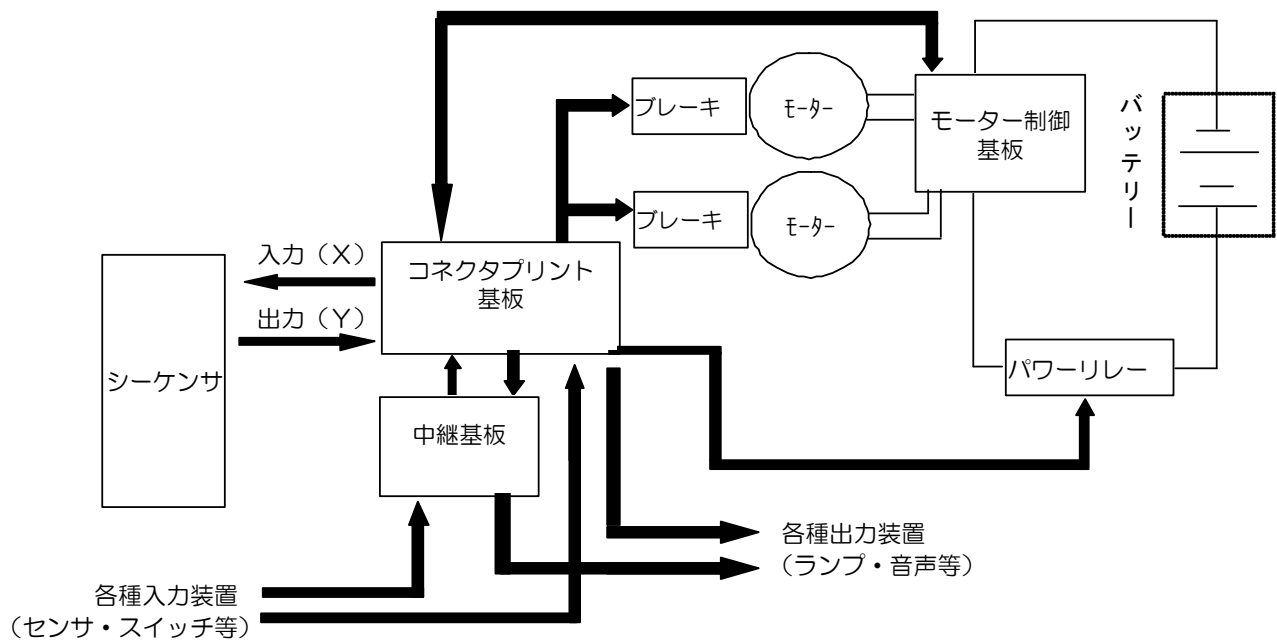 ブレーキ
ﾓｰﾀｰ
モーター制御
基板
バッテリー
ブレーキ
ﾓｰﾀｰ
入力（X）
コネクタプリント
基板
出力（Y）
シーケンサ
パワーリレー
中継基板
各種出力装置
（ランプ・音声等）
各種入力装置
（センサ・スイッチ等）